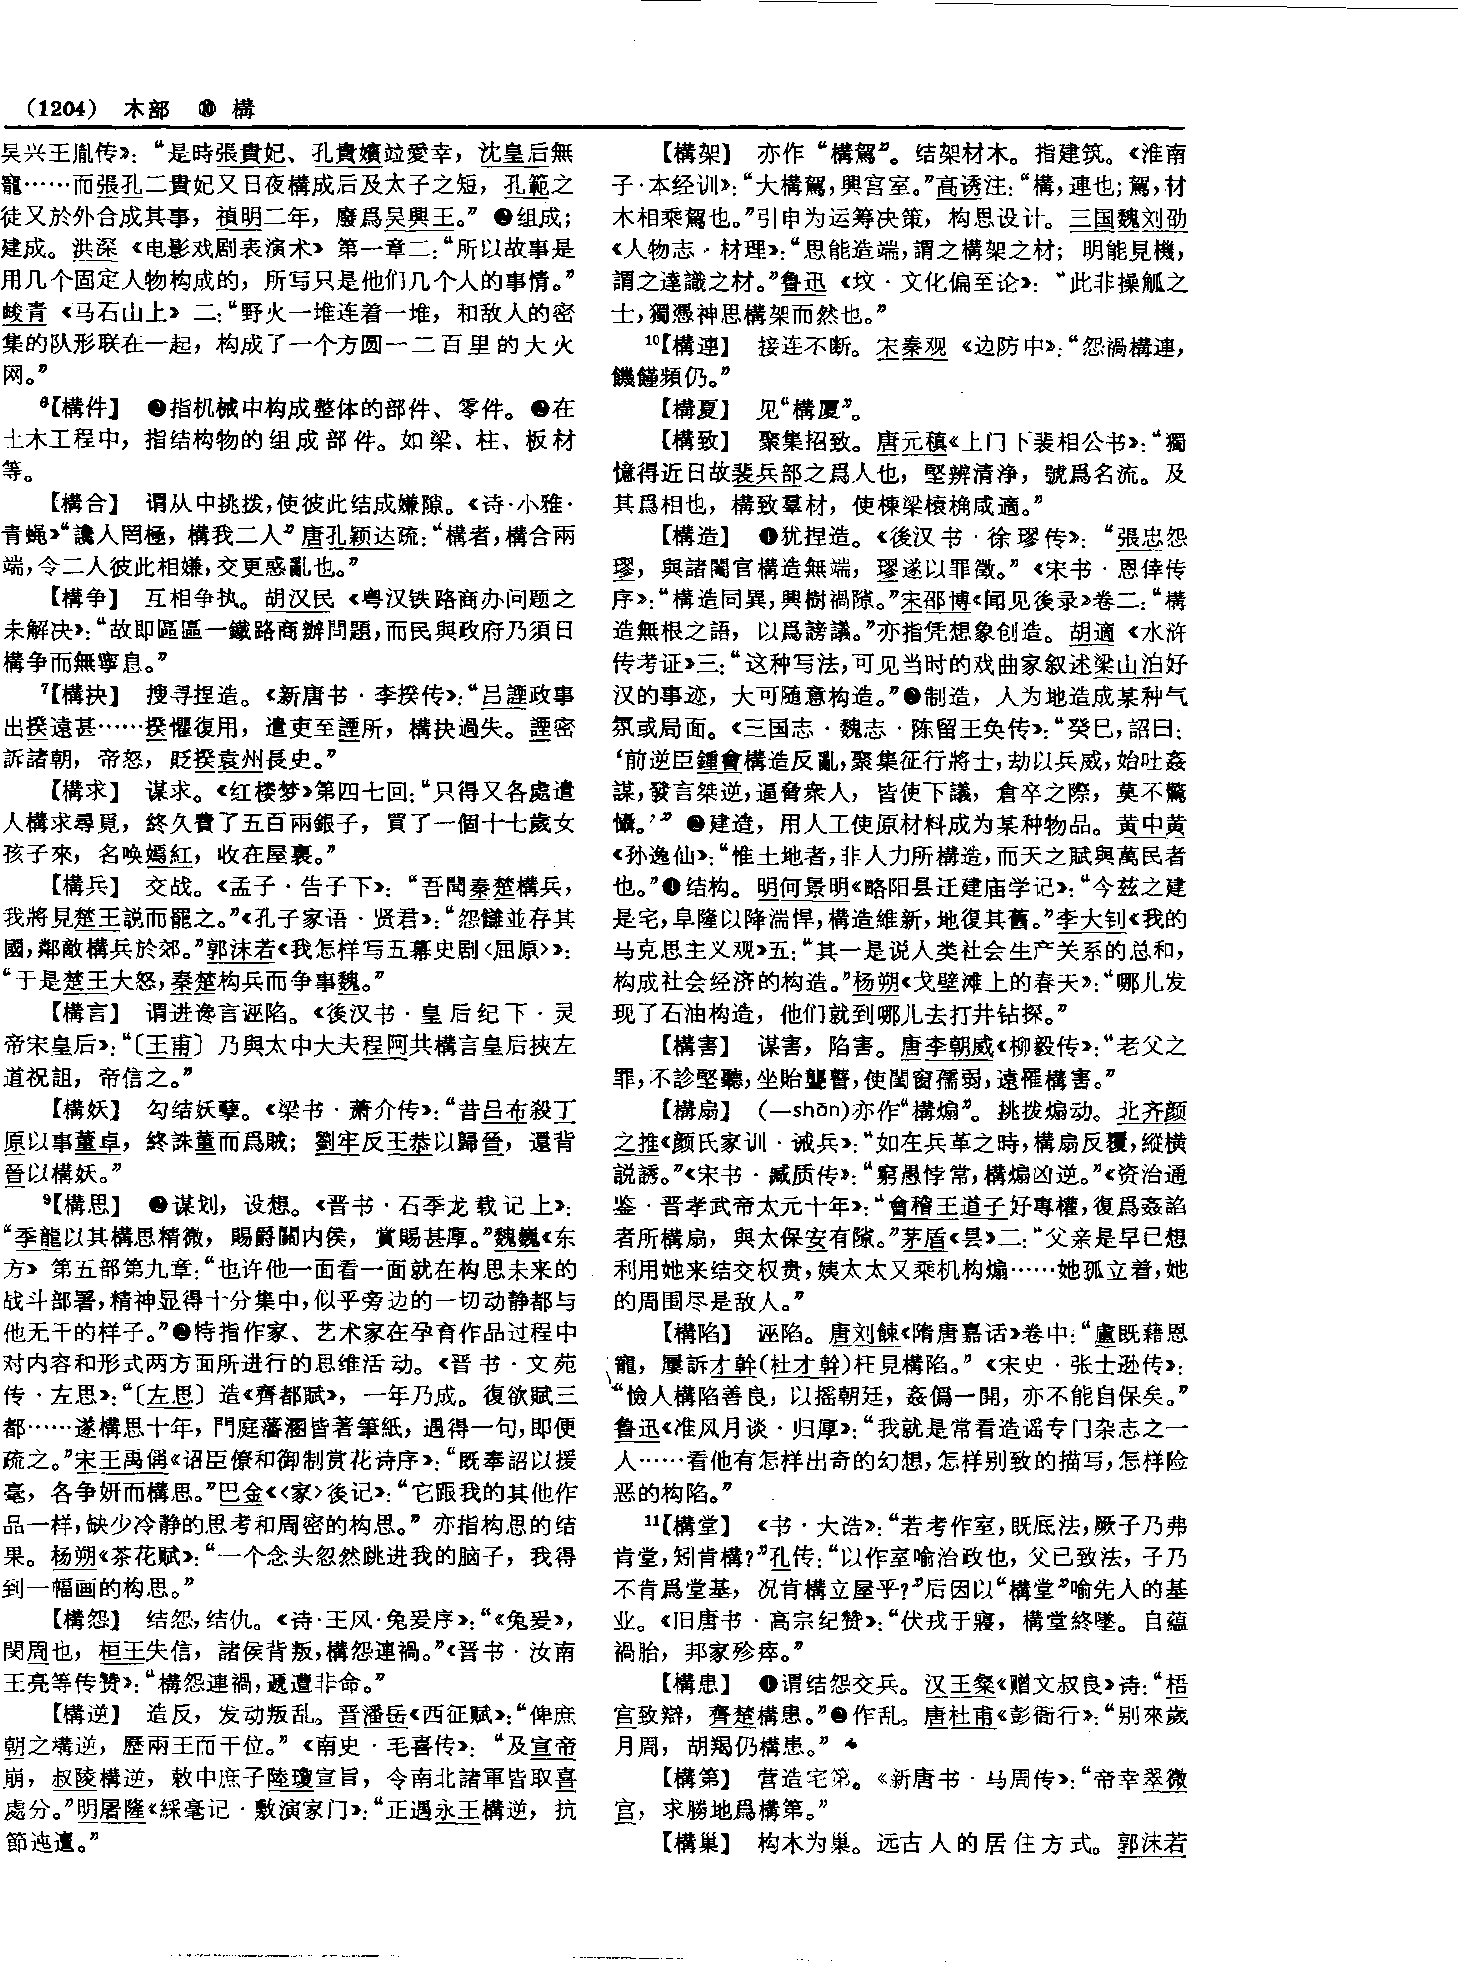 (1204) 木部 ⑩ 構
吴兴王胤传》：“是時張貴妃、孔貴嬪竝愛幸，沈皇后無
寵……而張孔二貴妃又日夜構成后及太子之短，孔範之
徒又於外合成其事，禎明二年，廢爲吴興王。”❷组成；
建成。洪深《电影戏剧表演术》第一章二：“所以故事是
用几个固定人物构成的，所写只是他们几个人的事情。”
峻青《马石山上》二：“野火一堆连着一堆，和敌人的密
集的队形联在一起，构成了一个方圆一二百里的大火
网。”
⁶【構件】 ❶指机械中构成整体的部件、零件。❷在
土木工程中，指结构物的组成部件。如梁、柱、板材
等。
【構合】 谓从中挑拨，使彼此结成嫌隙。《诗·小雅·
青蝇》“讒人罔極，構我二人”唐孔颖达疏：“構者，構合兩
端，令二人彼此相嫌，交更惑亂也。”
【構争】 互相争执。胡汉民《粤汉铁路商办问题之
未解决》：“故即區區一鐵路商辦問題，而民與政府乃須日
構争而無寧息。”
⁷【構抉】 搜寻捏造。《新唐书·李揆传》：“吕諲政事
出揆遠甚……揆懼復用，遣吏至諲所，構抉過失。諲密
訴諸朝，帝怒，貶揆袁州長史。”
【構求】 谋求。《红楼梦》第四七回：“只得又各處遣
人構求尋覓，終久費了五百兩銀子，買了一個十七歲女
孩子來，名唤嫣紅，收在屋裏。”
【構兵】 交战。《孟子·告子下》：“吾聞秦楚構兵，
我將見楚王説而罷之。”《孔子家语·贤君》：“怨讎並存其
國，鄰敵構兵於郊。”郭沫若《我怎样写五幕史剧〈屈原〉》：
“于是楚王大怒，秦楚构兵而争事魏。”
【構言】 谓进谗言诬陷。《後汉书·皇后纪下·灵
帝宋皇后》：“〔王甫〕乃與太中大夫程阿共構言皇后挾左
道祝詛，帝信之。”
【構妖】 勾结妖孽。《梁书·萧介传》：“昔吕布殺丁
原以事董卓，終誅董而爲賊；劉牢反王恭以歸晉，還背
晉以構妖。”
⁹【構思】 ❶谋划，设想。《晋书·石季龙载记上》：
“季龍以其構思精微，賜爵關内侯，賞賜甚厚。”魏巍《东
方》第五部第九章：“也许他一面看一面就在构思未来的
战斗部署，精神显得十分集中，似乎旁边的一切动静都与
他无干的样子。”❷特指作家、艺术家在孕育作品过程中
对内容和形式两方面所进行的思维活动。《晋书·文苑
传·左思》：“〔左思〕造《齊都賦》，一年乃成。復欲賦三
都……遂構思十年，門庭藩溷皆著筆紙，遇得一句，即便
疏之。”宋王禹偁《诏臣僚和御制赏花诗序》：“既奉詔以援
毫，各争妍而構思。”巴金《〈家〉後记》：“它跟我的其他作
品一样，缺少冷静的思考和周密的构思。”亦指构思的结
果。杨朔《茶花赋》：“一个念头忽然跳进我的脑子，我得
到一幅画的构思。”
【構怨】 结怨，结仇。《诗·王风·兔爰序》：“《兔爰》，
閔周也，桓王失信，諸侯背叛，構怨連禍。”《晋书·汝南
王亮等传赞》：“構怨連禍，遞遭非命。”
【構逆】 造反，发动叛乱。晋潘岳《西征赋》：“俾庶
朝之構逆，歷兩王而干位。”《南史·毛喜传》：“及宣帝
崩，叔陵構逆，敕中庶子陸瓊宣旨，令南北諸軍皆取喜
處分。”明屠隆《綵毫记·敷演家门》：“正遇永王構逆，抗
節迍邅。”
【構架】 亦作“構駕”。结架材木。指建筑。《淮南
子·本经训》：“大構駕，興宫室。”高诱注：“構，連也；駕，材
木相乘駕也。”引申为运筹决策，构思设计。三国魏刘劭
《人物志·材理》：“思能造端，謂之構架之材；明能見機，
謂之達識之材。”鲁迅《坟·文化偏至论》：“此非操觚之
士，獨憑神思構架而然也。”
¹⁰【構連】 接连不断。宋秦观《边防中》：“怨禍構連，
饑饉頻仍。”
【構夏】 见“構厦”。
【構致】 聚集招致。唐元稹《上门下裴相公书》：“獨
憶得近日故裴兵部之爲人也，堅辨清浄，號爲名流。及
其爲相也，構致羣材，使棟梁榱桷咸適。”
【構造】 ❶犹捏造。《後汉书·徐璆传》：“張忠怨
璆，與諸閹官構造無端，璆遂以罪徵。”《宋书·恩倖传
序》：“構造同異，興樹禍隙。”宋邵博《闻见後录》卷二：“構
造無根之語，以爲謗議。”亦指凭想象创造。胡適《水浒
传考证》三：“这种写法，可见当时的戏曲家叙述梁山泊好
汉的事迹，大可随意构造。”❷制造，人为地造成某种气
氛或局面。《三国志·魏志·陈留王奂传》：“癸巳，詔曰：
‘前逆臣鍾會構造反亂，聚集征行將士，劫以兵威，始吐姦
謀，發言桀逆，逼脅衆人，皆使下議，倉卒之際，莫不驚
懾。’”❸建造，用人工使原材料成为某种物品。黄中黄
《孙逸仙》：“惟土地者，非人力所構造，而天之賦與萬民者
也。”❹结构。明何景明《略阳县迁建庙学记》：“今兹之建
是宅，阜隆以降湍悍，構造維新，地復其舊。”李大钊《我的
马克思主义观》五：“其一是说人类社会生产关系的总和，
构成社会经济的构造。”杨朔《戈壁滩上的春天》：“哪儿发
现了石油构造，他们就到哪儿去打井钻探。”
【構害】 谋害，陷害。唐李朝威《柳毅传》：“老父之
罪，不診堅聽，坐貽聾瞽，使閨窗孺弱，遠罹構害。”
【構扇】 (—shān)亦作“構煽”。挑拨煽动。北齐颜
之推《颜氏家训·诫兵》：“如在兵革之時，構扇反覆，縱横
説誘。”《宋书·臧质传》：“窮愚悖常，構煽凶逆。”《资治通
鉴·晋孝武帝太元十年》：“會稽王道子好專權，復爲姦諂
者所構扇，與太保安有隙。”茅盾《昙》二：“父亲是早已想
利用她来结交权贵，姨太太又乘机构煽……她孤立着，她
的周围尽是敌人。”
【構陷】 诬陷。唐刘餗《隋唐嘉话》卷中：“盧既藉恩
寵，屢訴才幹(杜才幹)枉見構陷。”《宋史·张士逊传》：
“憸人構陷善良，以摇朝廷，姦僞一開，亦不能自保矣。”
鲁迅《准风月谈·归厚》：“我就是常看造谣专门杂志之一
人……看他有怎样出奇的幻想，怎样别致的描写，怎样险
恶的构陷。”
¹¹【構堂】 《书·大诰》：“若考作室，既底法，厥子乃弗
肯堂，矧肯構？”孔传：“以作室喻治政也，父已致法，子乃
不肯爲堂基，况肯構立屋乎？”后因以“構堂”喻先人的基
业。《旧唐书·高宗纪赞》：“伏戎于寢，構堂終墜。自藴
禍胎，邦家殄瘁。”
【構患】 ❶谓结怨交兵。汉王粲《赠文叔良》诗：“梧
宫致辯，齊楚構患。”❷作乱。唐杜甫《彭衙行》：“别來歲
月周，胡羯仍構患。”
【構第】 营造宅第。《新唐书·马周传》：“帝幸翠微
宫，求勝地爲構第。”
【構巢】 构木为巢。远古人的居住方式。郭沫若